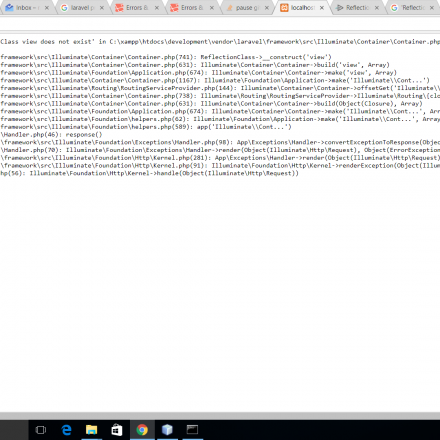 Inbox
laravel p
Errors &
Errors &
pause g
localhos
Reflectio
Reflecti
Class view does not exist' in C:\xampp\htdocs\development\vendor\laravel\framework\src\Illuminate\Container\Container.php
framework\src\Illuminate\Container\Container.php(741): ReflectionClass->__construct('view')
framework\src\Illuminate\Container\Container.php(631): Illuminate\Container\Container->build('view', Array)
framework\src\Illuminate\Foundation\Application.php(674): Illuminate\Container\Container->make('view', Array)
framework\src\Illuminate\Container\Container.php(1167): Illuminate\Foundation\Application->make('Illuminate\\Cont...')
framework\src\Illuminate\Routing\RoutingServiceProvider.php(144): Illuminate\Container\Container->offsetGet('Illuminate\\
framework\src\Illuminate\Container\Container.php(738): Illuminate\Routing\RoutingServiceProvider->Illuminate\Routing\{clo
framework\src\Illuminate\Container\Container.php(631): Illuminate\Container\Container->build(Object(Closure), Array)
framework\src\Illuminate\Foundation\Application.php(674): Illuminate\Container\Container->make('Illuminate\\Cont...', Arr
framework\src\Illuminate\Foundation\helpers.php(62): Illuminate\Foundation\Application->make('Illuminate\\Cont...', Array
framework\src\Illuminate\Foundation\helpers.php(509): app('Illuminate\\Cont...')
\Handler.php(46): response()
\framework\src\Illuminate\Foundation\Exceptions\Handler.php(98): App\Exceptions\Handler->convertExceptionToResponse(Objec
\Handler.php(70): Illuminate\Foundation\Exceptions\Handler->render(Object(Illuminate\Http\Request), Object(ErrorException
\framework\src\Illuminate\Foundation\Http\Kernel.php(281): App\Exceptions\Handler->render(Object(Illuminate\Http\Request)
\framework\src\Illuminate\Foundation\Http\Kernel.php(91): Illuminate\Foundation\Http\Kernel->renderException(Object(Illum
hp(56): Illuminate\Foundation\Http\Kernel->handle(Object(Illuminate\Http\Request))